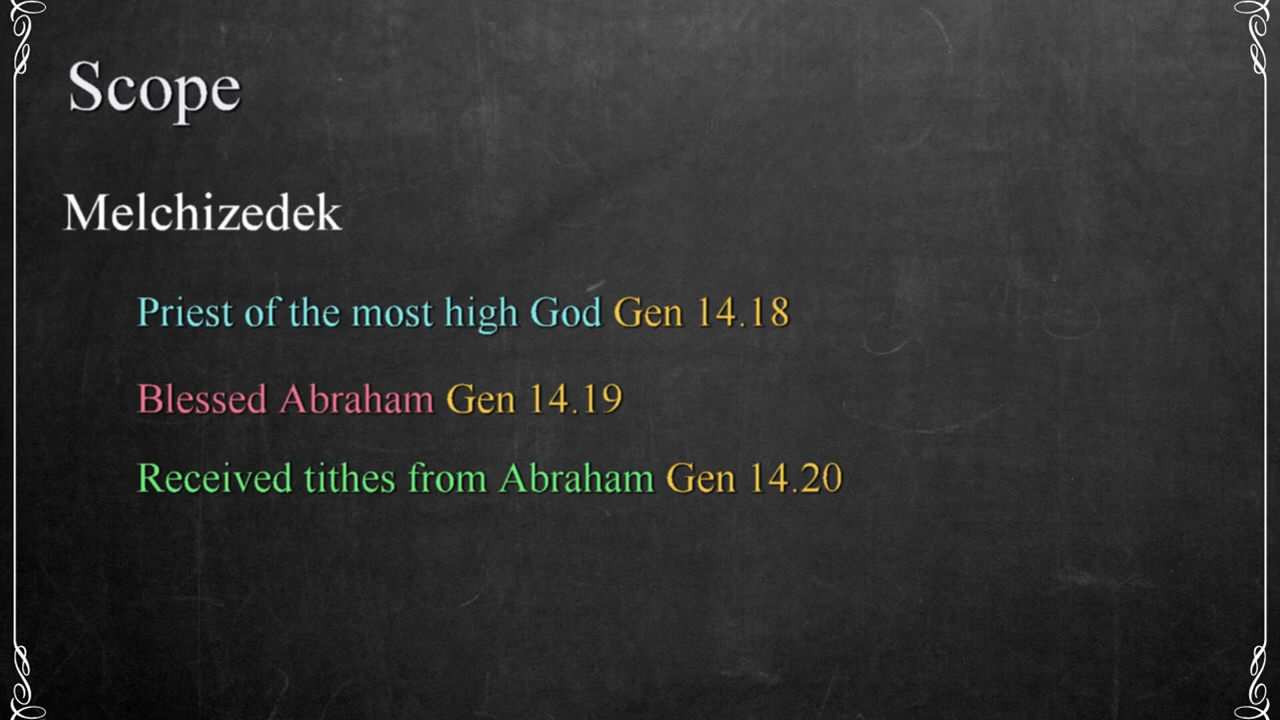 Scope
Melchizedek
Priest of the most high God Gen 14.18
Blessed Abraham Gen 14.19
Received tithes from Abraham Gen 14.20